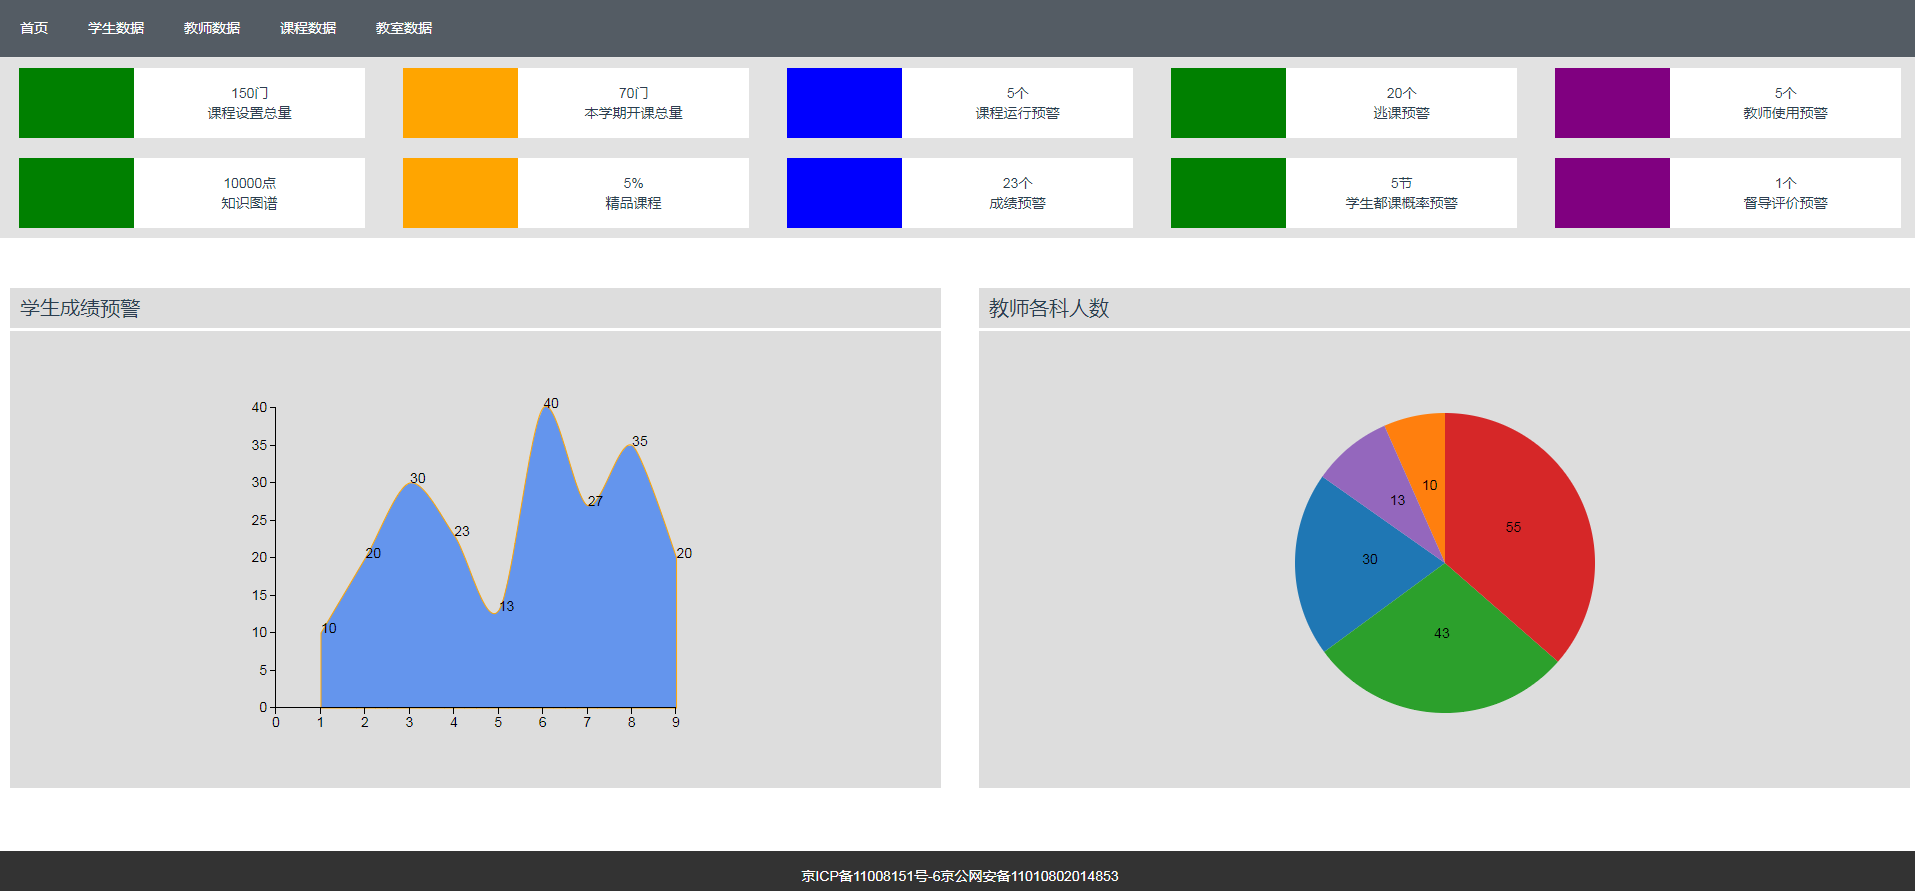 首页 学生数据 教师数据 课程数据 教室数据
150门
课程设置总量
70门
本学期开课总量
5个
课程运行预警
20个
逃课预警
5个
教师使用预警
10000点
知识图谱
5%
精品课程
23个
成绩预警
5节
学生都课概率预警
1个
督导评价预警
学生成绩预警
40
35
30
25
20
15
10
5
0
0 1 2 3 4 5 6 7 8 9
10
20
30
23
13
40
27
35
20
教师各科人数
55
43
30
13
10
京ICP备11008151号-6京公网安备11010802014853